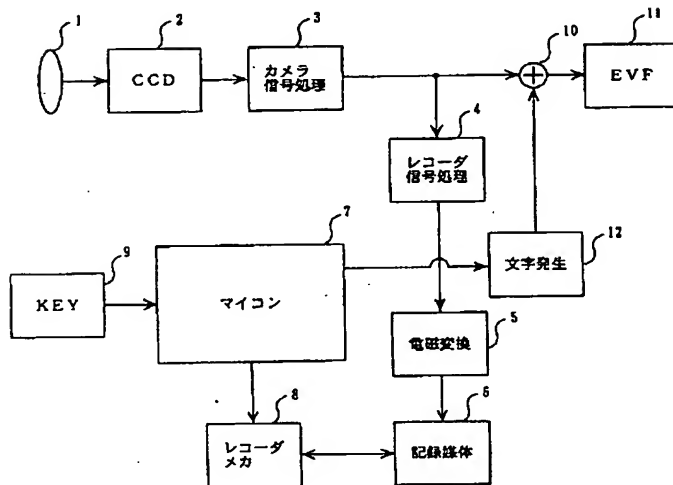 1
2
3
10
11
CCD
カメラ
信号処理
EVF
4
レコーダ
信号処理
7
9
12
KEY
マイコン
文字発生
5
電磁変換
8
6
レコーダ
メカ
記録媒体